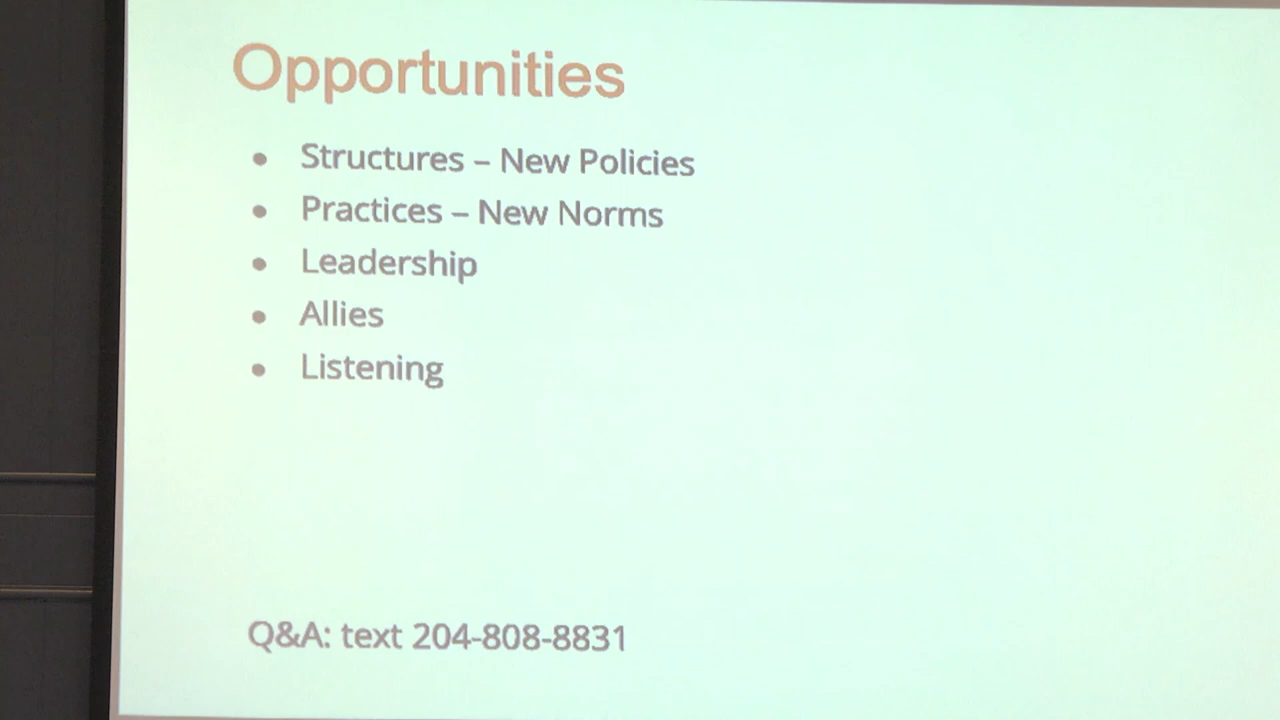 Opportunities
• Structures – New Policies
• Practices – New Norms
• Leadership
• Allies
• Listening
Q&A: text 204-808-8831